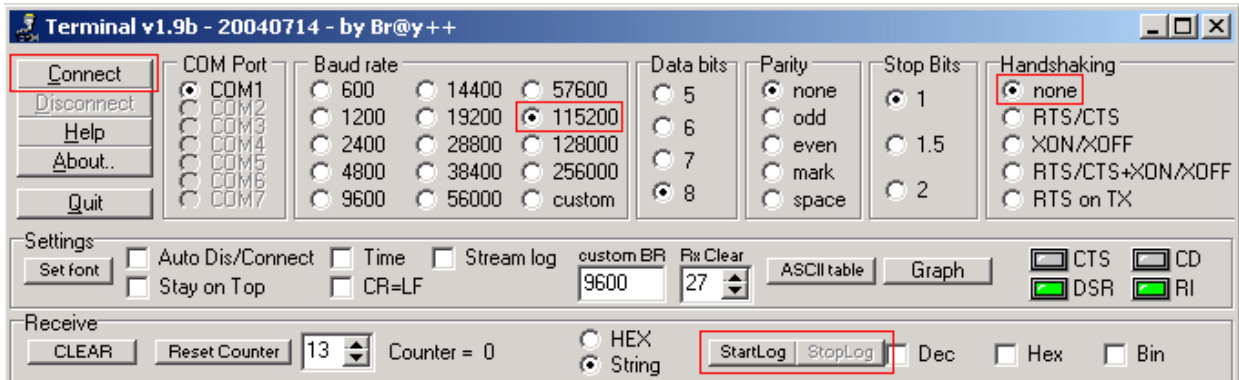 Terminal v1.9b - 20040714 - by Br@y++
Connect
Disconnect
Help
About..
Quit
COM Port
COM1
COM2
COM3
COM4
COM5
COM6
COM7
Baud rate
600
1200
2400
4800
9600
14400
19200
28800
38400
56000
57600
115200
128000
256000
custom
Data bits
5
6
7
8
Parity
none
odd
even
mark
space
Stop Bits
1
1.5
2
Handshaking
none
RTS/CTS
XON/XOFF
RTS/CTS+XON/XOFF
RTS on TX
Settings
Set font
Auto Dis/Connect
Stay on Top
Time
CR=LF
Stream log
custom BR
9600
Rx Clear
27
ASCII table
Graph
CTS
CD
DSR
RI
Receive
CLEAR
Reset Counter
13
Counter = 0
HEX
String
StartLog
StopLog
Dec
Hex
Bin